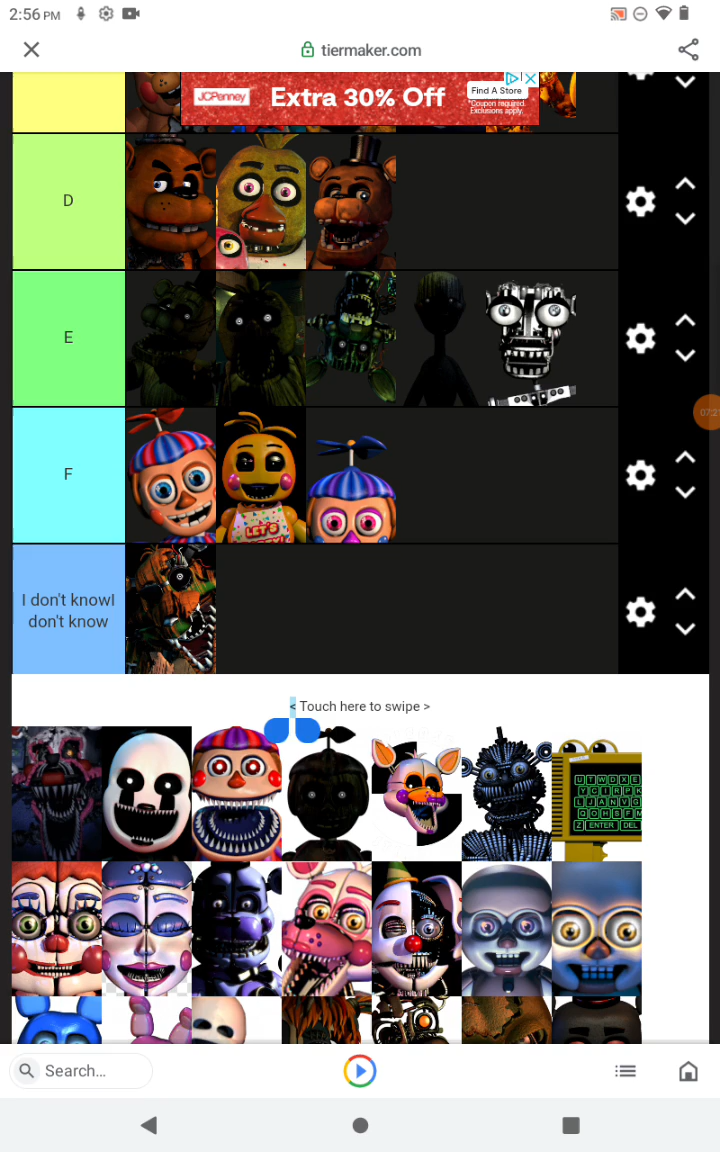 2:56 PM
tiermaker.com
JCPenney
Extra 30% Off
Find A Store
*Coupon required.
Exclusions apply.
D
E
F
LET'S
I don't knowI
don't know
< Touch here to swipe >
U T W D X E
Y C I R P K
L J A N V G
Q O H S F M
Z ENTER DEL
Search...